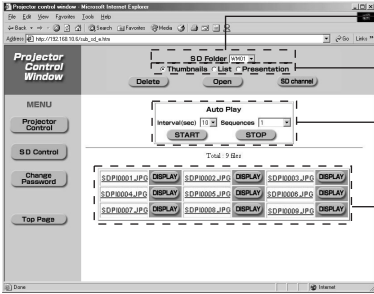 Projector control window - Microsoft Internet Explorer
File Edit View Favorites Tools Help
Back Search Favorites Media
Address http://192.168.10.6/sub_sd_e.htm Go Links
Projector Control Window
SD Folder WM01
Thumbnails List Presentation
Delete Open SD channel
MENU
Projector Control
SD Control
Change Password
Top Page
Auto Play
Interval(sec) 10 Sequences 1
START STOP
Total : 9 files
SDPI0001.JPG DISPLAY SDPI0002.JPG DISPLAY SDPI0003.JPG DISPLAY
SDPI0004.JPG DISPLAY SDPI0005.JPG DISPLAY SDPI0006.JPG DISPLAY
SDPI0007.JPG DISPLAY SDPI0008.JPG DISPLAY SDPI0009.JPG DISPLAY
Done Internet